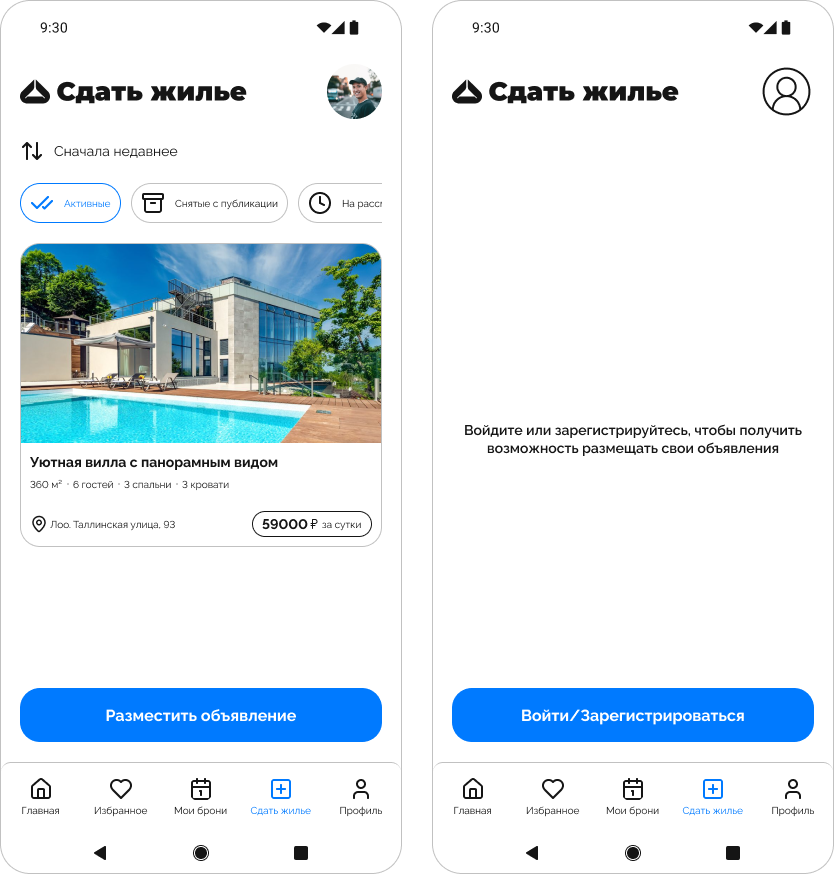 9:30
Сдать жилье
Сначала недавнее
Активные
Снятые с публикации
На рассм
Уютная вилла с панорамным видом
360 м² · 6 гостей · 3 спальни · 3 кровати
Лоо. Таллинская улица, 93
59000 ₽ за сутки
Разместить объявление
Главная
Избранное
1
Мои брони
Сдать жилье
Профиль
9:30
Сдать жилье
Войдите или зарегистрируйтесь, чтобы получить
возможность размещать свои объявления
Войти/Зарегистрироваться
Главная
Избранное
1
Мои брони
Сдать жилье
Профиль